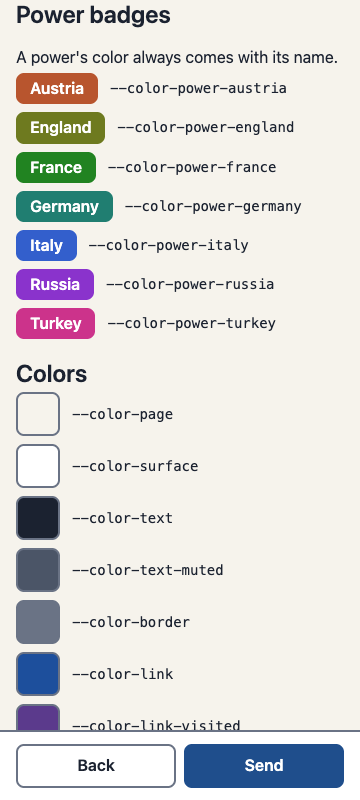 Power badges
A power's color always comes with its name.
Austria --color-power-austria
England --color-power-england
France --color-power-france
Germany --color-power-germany
Italy --color-power-italy
Russia --color-power-russia
Turkey --color-power-turkey
Colors
--color-page
--color-surface
--color-text
--color-text-muted
--color-border
--color-link
--color-link-visited
Back Send